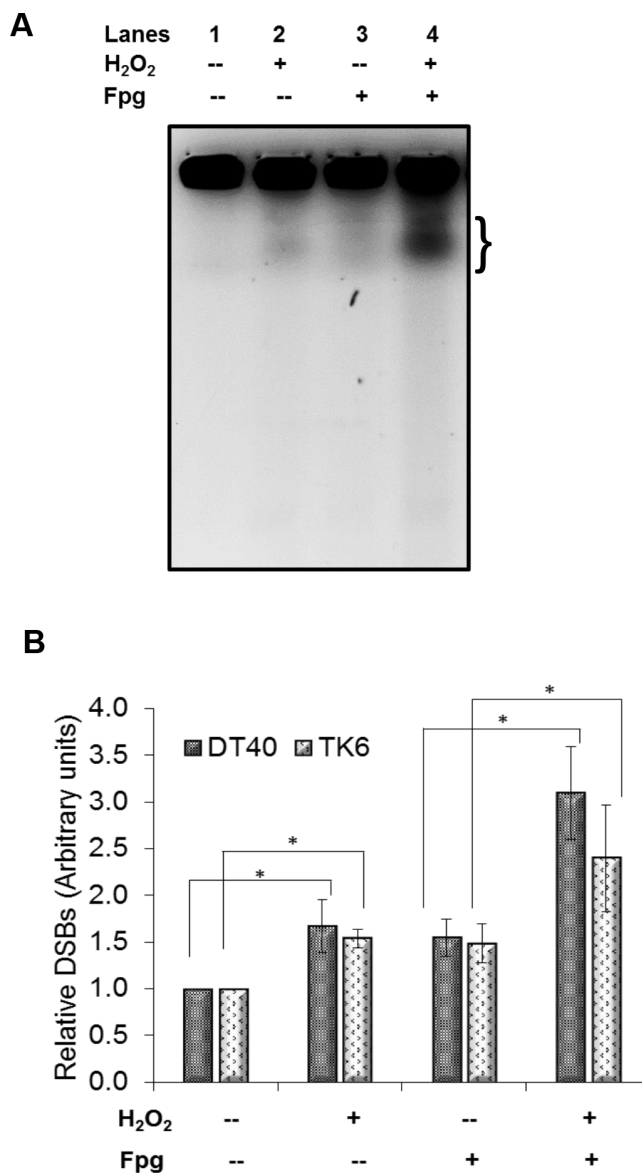 A
Lanes 1 2 3 4
H₂O₂ -- + -- +
Fpg -- -- + +
}
B
Relative DSBs (Arbitrary units)
4.0
3.5
3.0
2.5
2.0
1.5
1.0
0.5
0.0
DT40 TK6
* * * *
H₂O₂ -- + -- +
Fpg -- -- + +